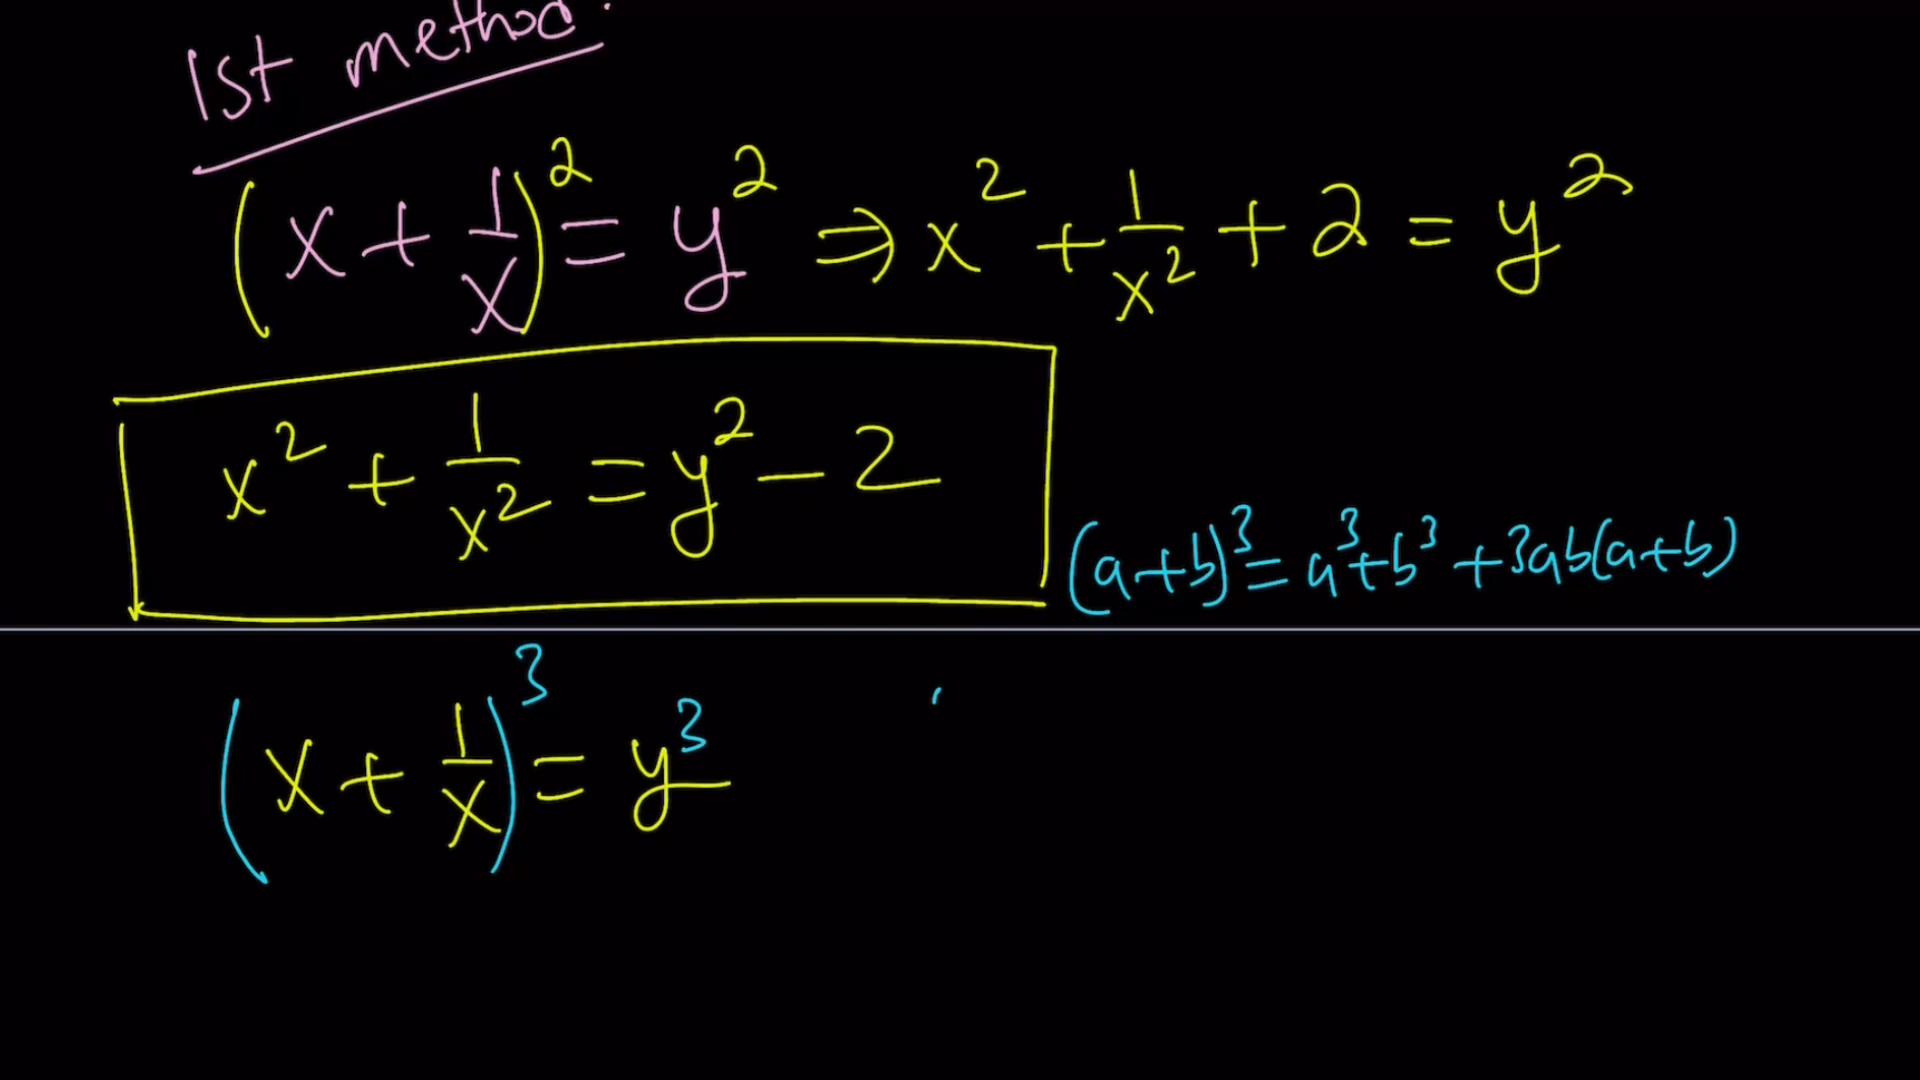 1st method:
(x + 1/x)² = y² ⇒ x² + 1/x² + 2 = y²
x² + 1/x² = y² − 2
(a+b)³ = a³+b³ +3ab(a+b)
(x + 1/x)³ = y³